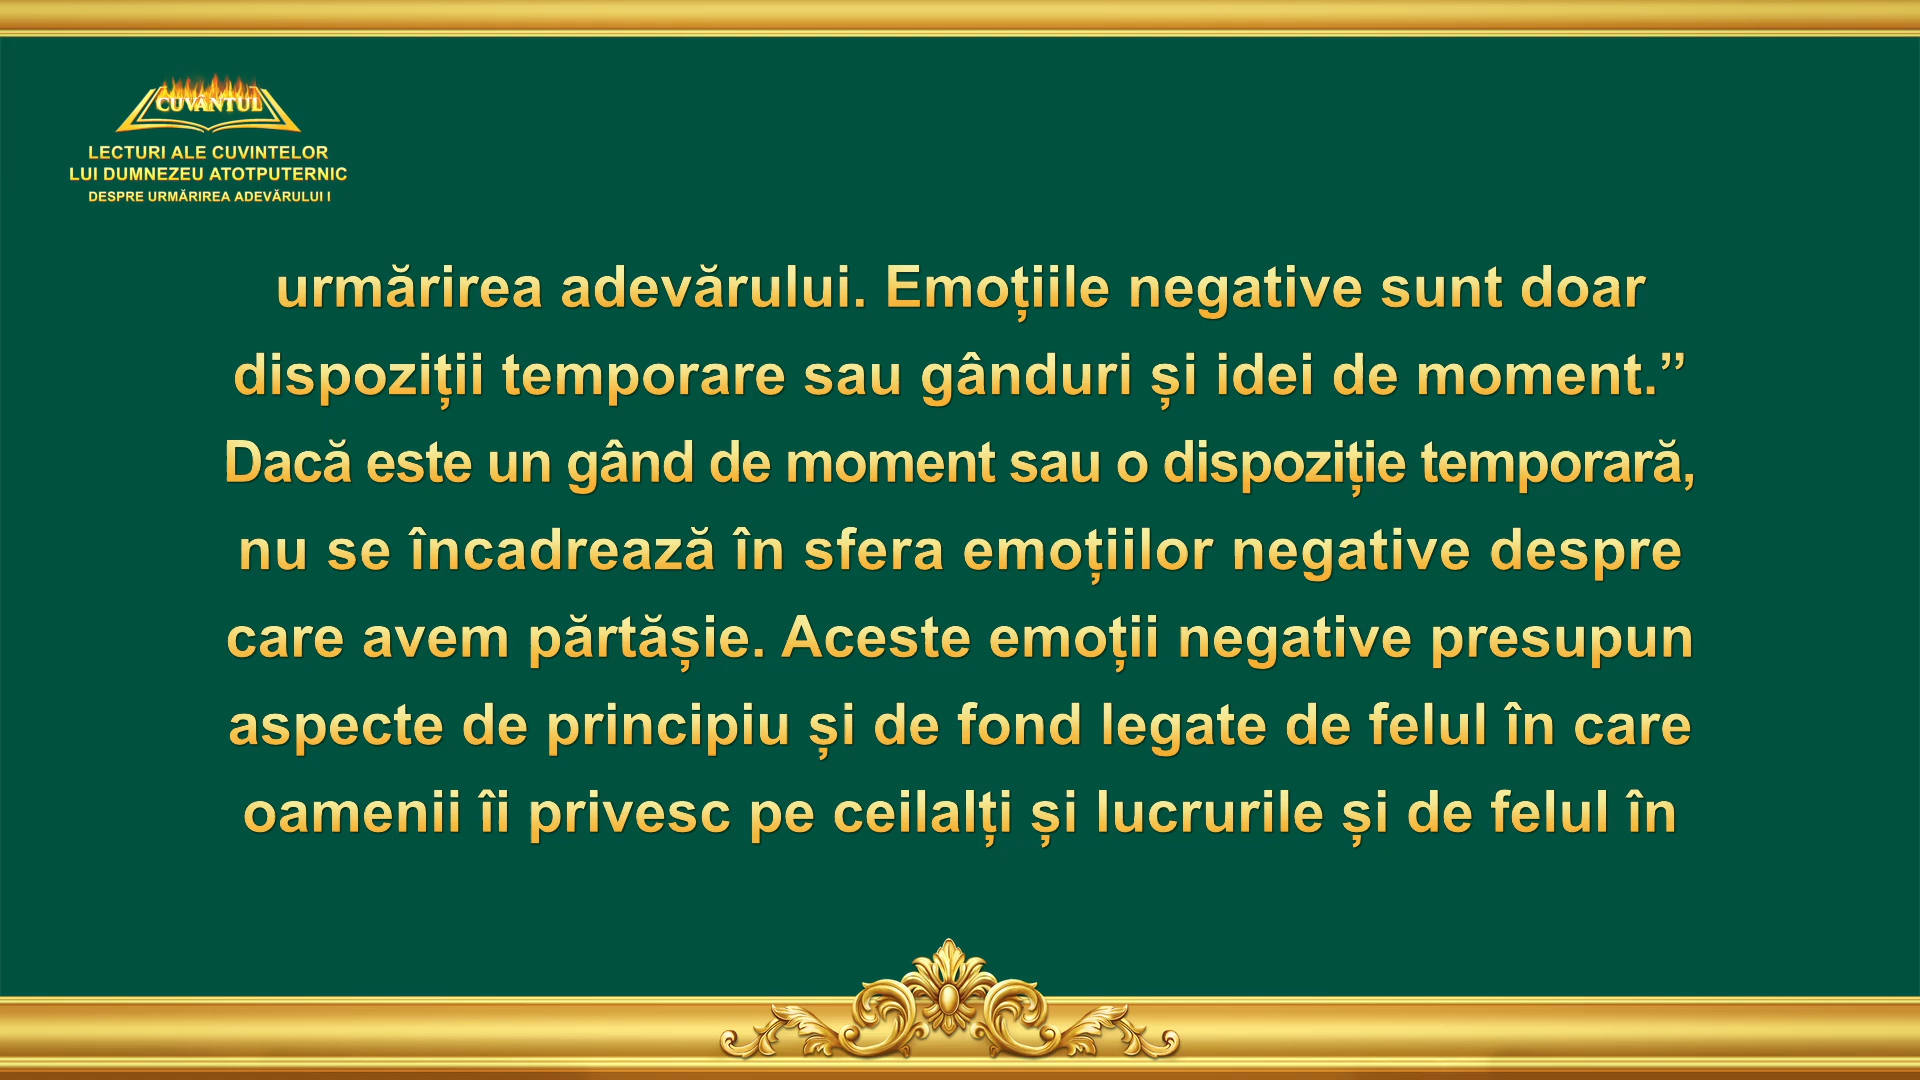 CUVÂNTUL
LECTURI ALE CUVINTELOR
LUI DUMNEZEU ATOTPUTERNIC
DESPRE URMĂRIREA ADEVĂRULUI I
urmărirea adevărului. Emoțiile negative sunt doar
dispoziții temporare sau gânduri și idei de moment.”
Dacă este un gând de moment sau o dispoziție temporară,
nu se încadrează în sfera emoțiilor negative despre
care avem părtășie. Aceste emoții negative presupun
aspecte de principiu și de fond legate de felul în care
oamenii îi privesc pe ceilalți și lucrurile și de felul în